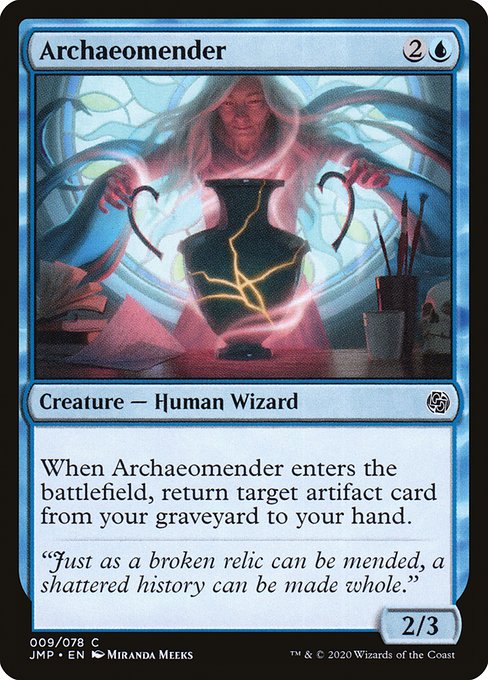 Archaeomender 2
Creature — Human Wizard
When Archaeomender enters the
battlefield, return target artifact card
from your graveyard to your hand.
“Just as a broken relic can be mended, a
shattered history can be made whole.”
2/3
009/078 C
JMP • EN Miranda Meeks
™ & © 2020 Wizards of the Coast